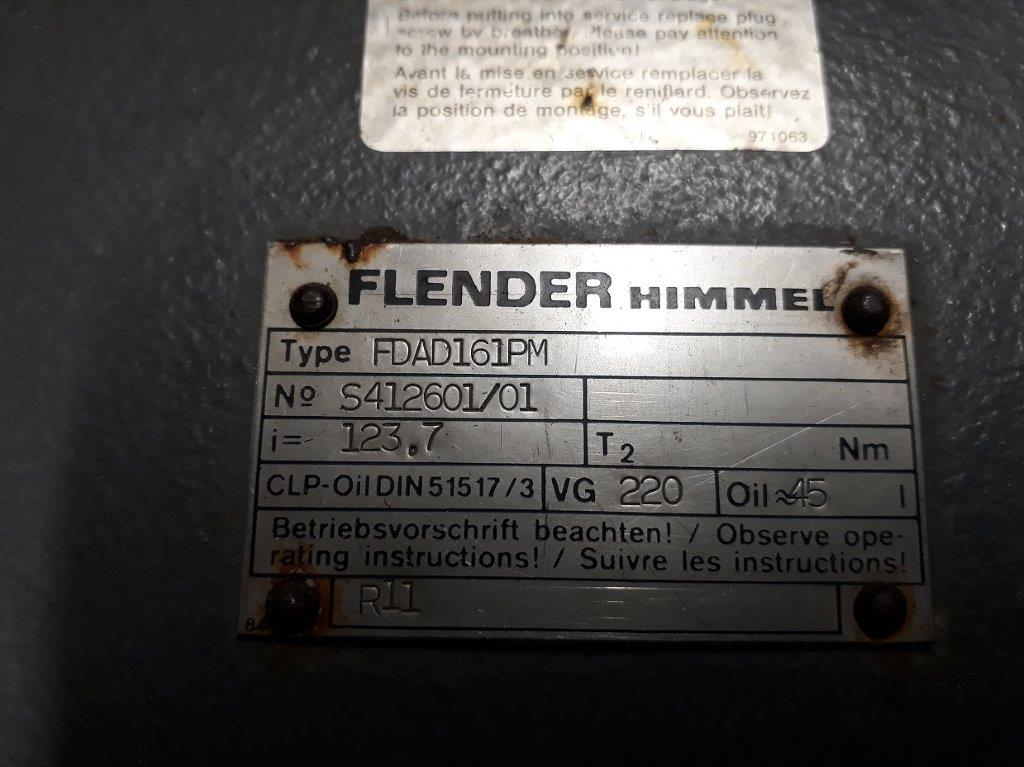 Before putting into service replace plug
screw by breather. Please pay attention
to the mounting position!
Avant la mise en service remplacer la
vis de fermeture par le reniflard. Observez
la position de montage, s'il vous plaît!
971063
FLENDER HIMMEL
Type FDAD161PM
Nº S412601/01
i= 123,7 T2 Nm
CLP-Oil DIN 51517/3 VG 220 Oil ≈45 l
Betriebsvorschrift beachten! / Observe ope-
rating instructions! / Suivre les instructions!
R11